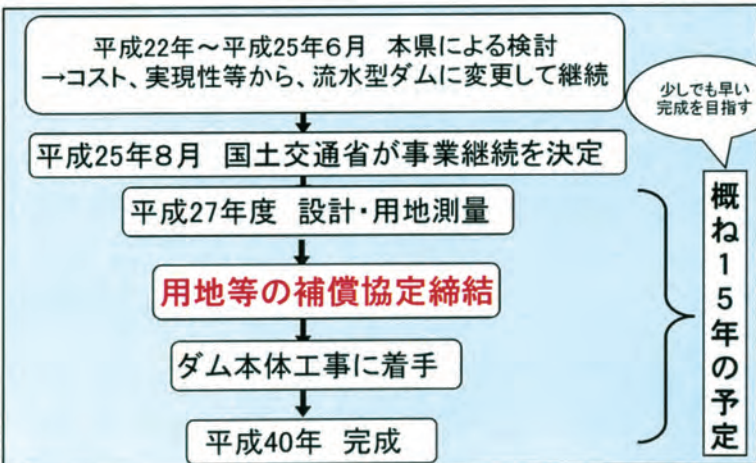 平成22年～平成25年6月 本県による検討
→コスト、実現性等から、流水型ダムに変更して継続
少しでも早い
完成を目指す
平成25年8月 国土交通省が事業継続を決定
平成27年度 設計・用地測量
用地等の補償協定締結
ダム本体工事に着手
平成40年 完成
概ね15年の予定